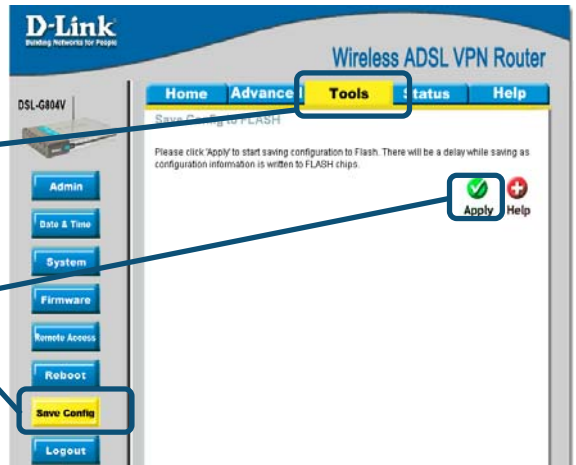 D-Link
Building Networks for People
Wireless ADSL VPN Router
DSL-G804V
Home Advanced Tools Status Help
Save Config to FLASH
Please click 'Apply' to start saving configuration to Flash. There will be a delay while saving as
configuration information is written to FLASH chips.
Apply Help
Admin
Date & Time
System
Firmware
Remote Access
Reboot
Save Config
Logout